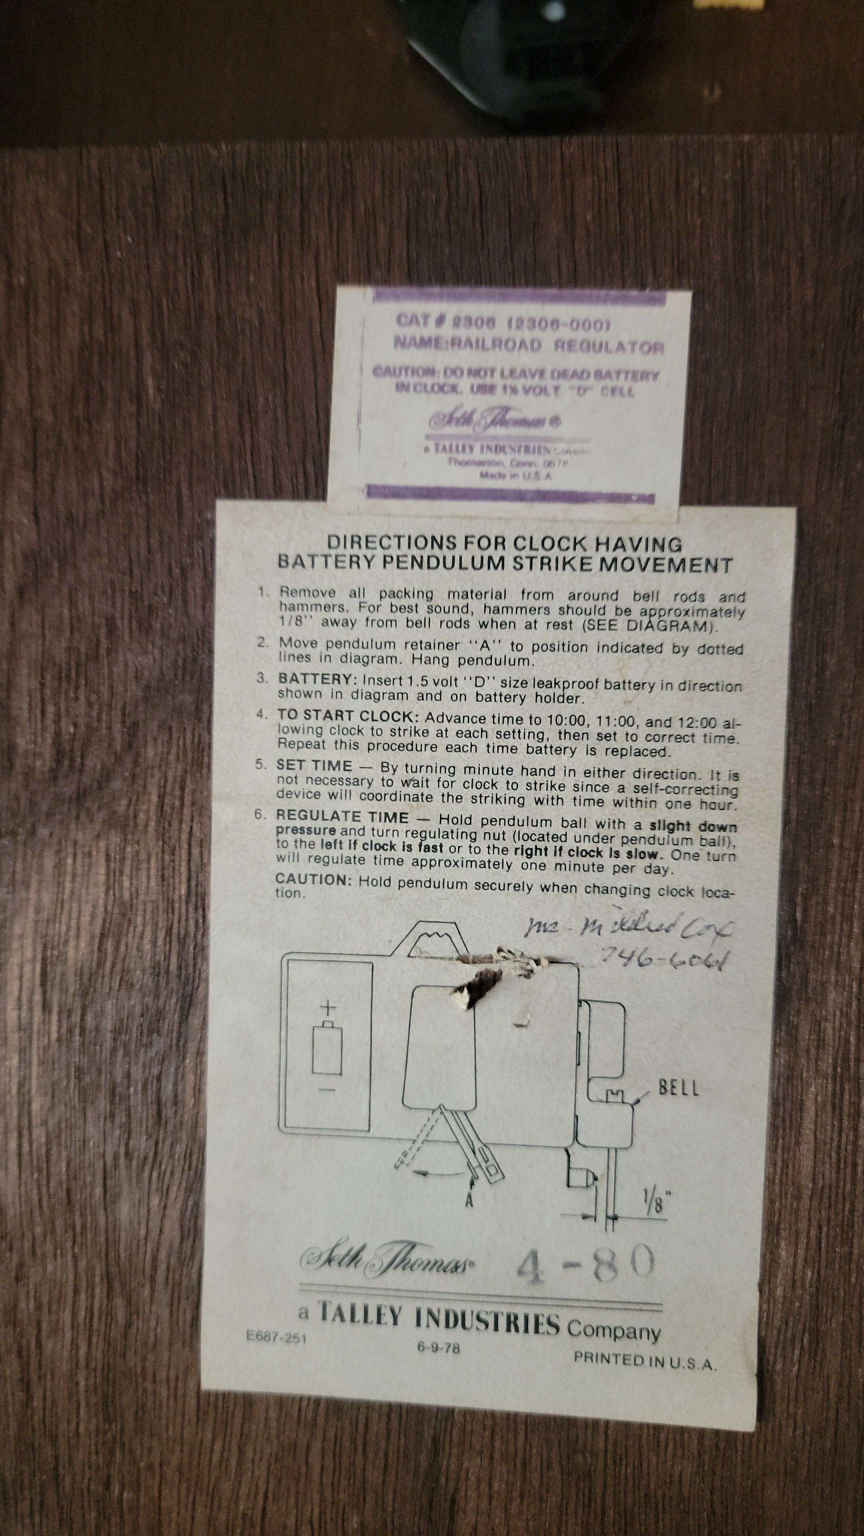 CAT # 2306 (2306-000)
NAME:RAILROAD REGULATOR
CAUTION: DO NOT LEAVE DEAD BATTERY
IN CLOCK. USE 1½ VOLT "D" CELL
Seth Thomas ®
a TALLEY INDUSTRIES Company
Thomaston, Conn.
Made in U.S.A
DIRECTIONS FOR CLOCK HAVING
BATTERY PENDULUM STRIKE MOVEMENT
1. Remove all packing material from around bell rods and
hammers. For best sound, hammers should be approximately
1/8'' away from bell rods when at rest (SEE DIAGRAM).
2. Move pendulum retainer ''A'' to position indicated by dotted
lines in diagram. Hang pendulum.
3. BATTERY: Insert 1.5 volt ''D'' size leakproof battery in direction
shown in diagram and on battery holder.
4. TO START CLOCK: Advance time to 10:00, 11:00, and 12:00 al-
lowing clock to strike at each setting, then set to correct time.
Repeat this procedure each time battery is replaced.
5. SET TIME — By turning minute hand in either direction. It is
not necessary to wait for clock to strike since a self-correcting
device will coordinate the striking with time within one hour.
6. REGULATE TIME — Hold pendulum ball with a slight down
pressure and turn regulating nut (located under pendulum ball),
to the left if clock is fast or to the right if clock is slow. One turn
will regulate time approximately one minute per day.
CAUTION: Hold pendulum securely when changing clock loca-
tion.
Mildred Cox
746-6061
+
−
BELL
A
1/8"
Seth Thomas®
4-80
a TALLEY INDUSTRIES Company
E687-251
6-9-78
PRINTED IN U.S.A.